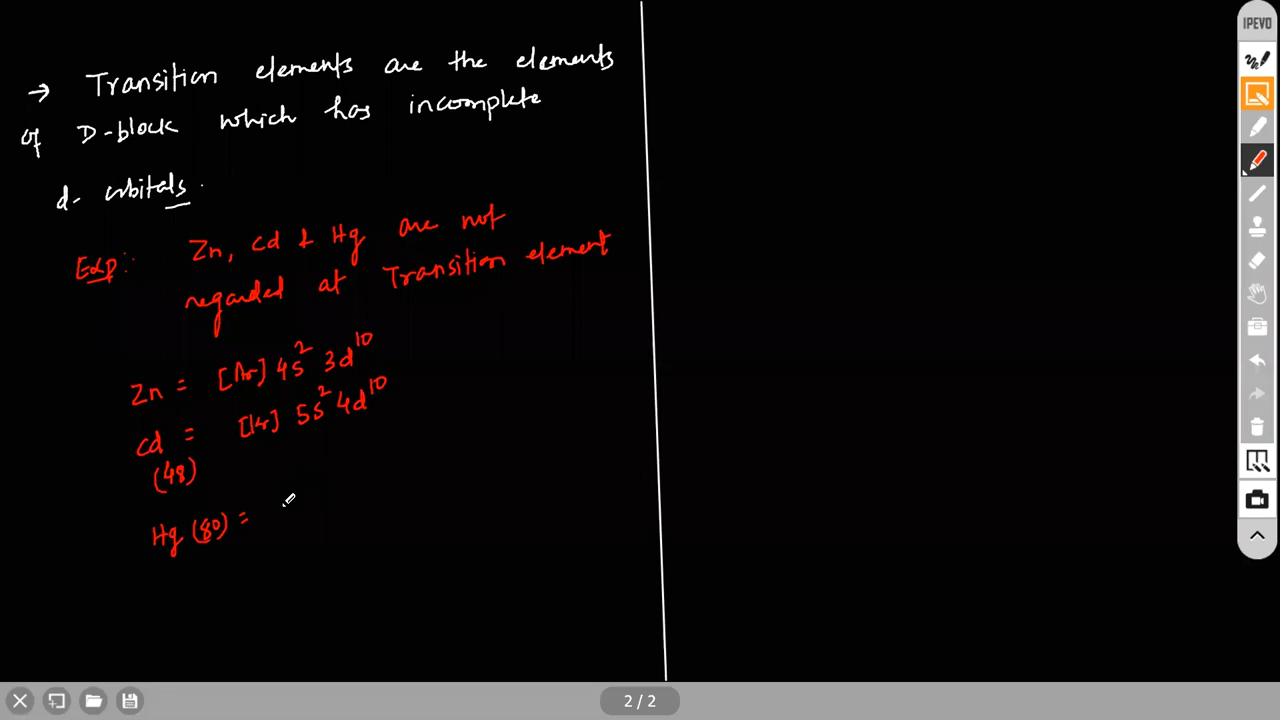 → Transition elements are the elements
of D-block which has incomplete
d- orbitals.
Exp:- Zn, Cd & Hg are not
regarded at Transition element
Zn = [Ar] 4s² 3d¹⁰
Cd = [Kr] 5s² 4d¹⁰
(48)
Hg (80) =
IPEVO
2 / 2